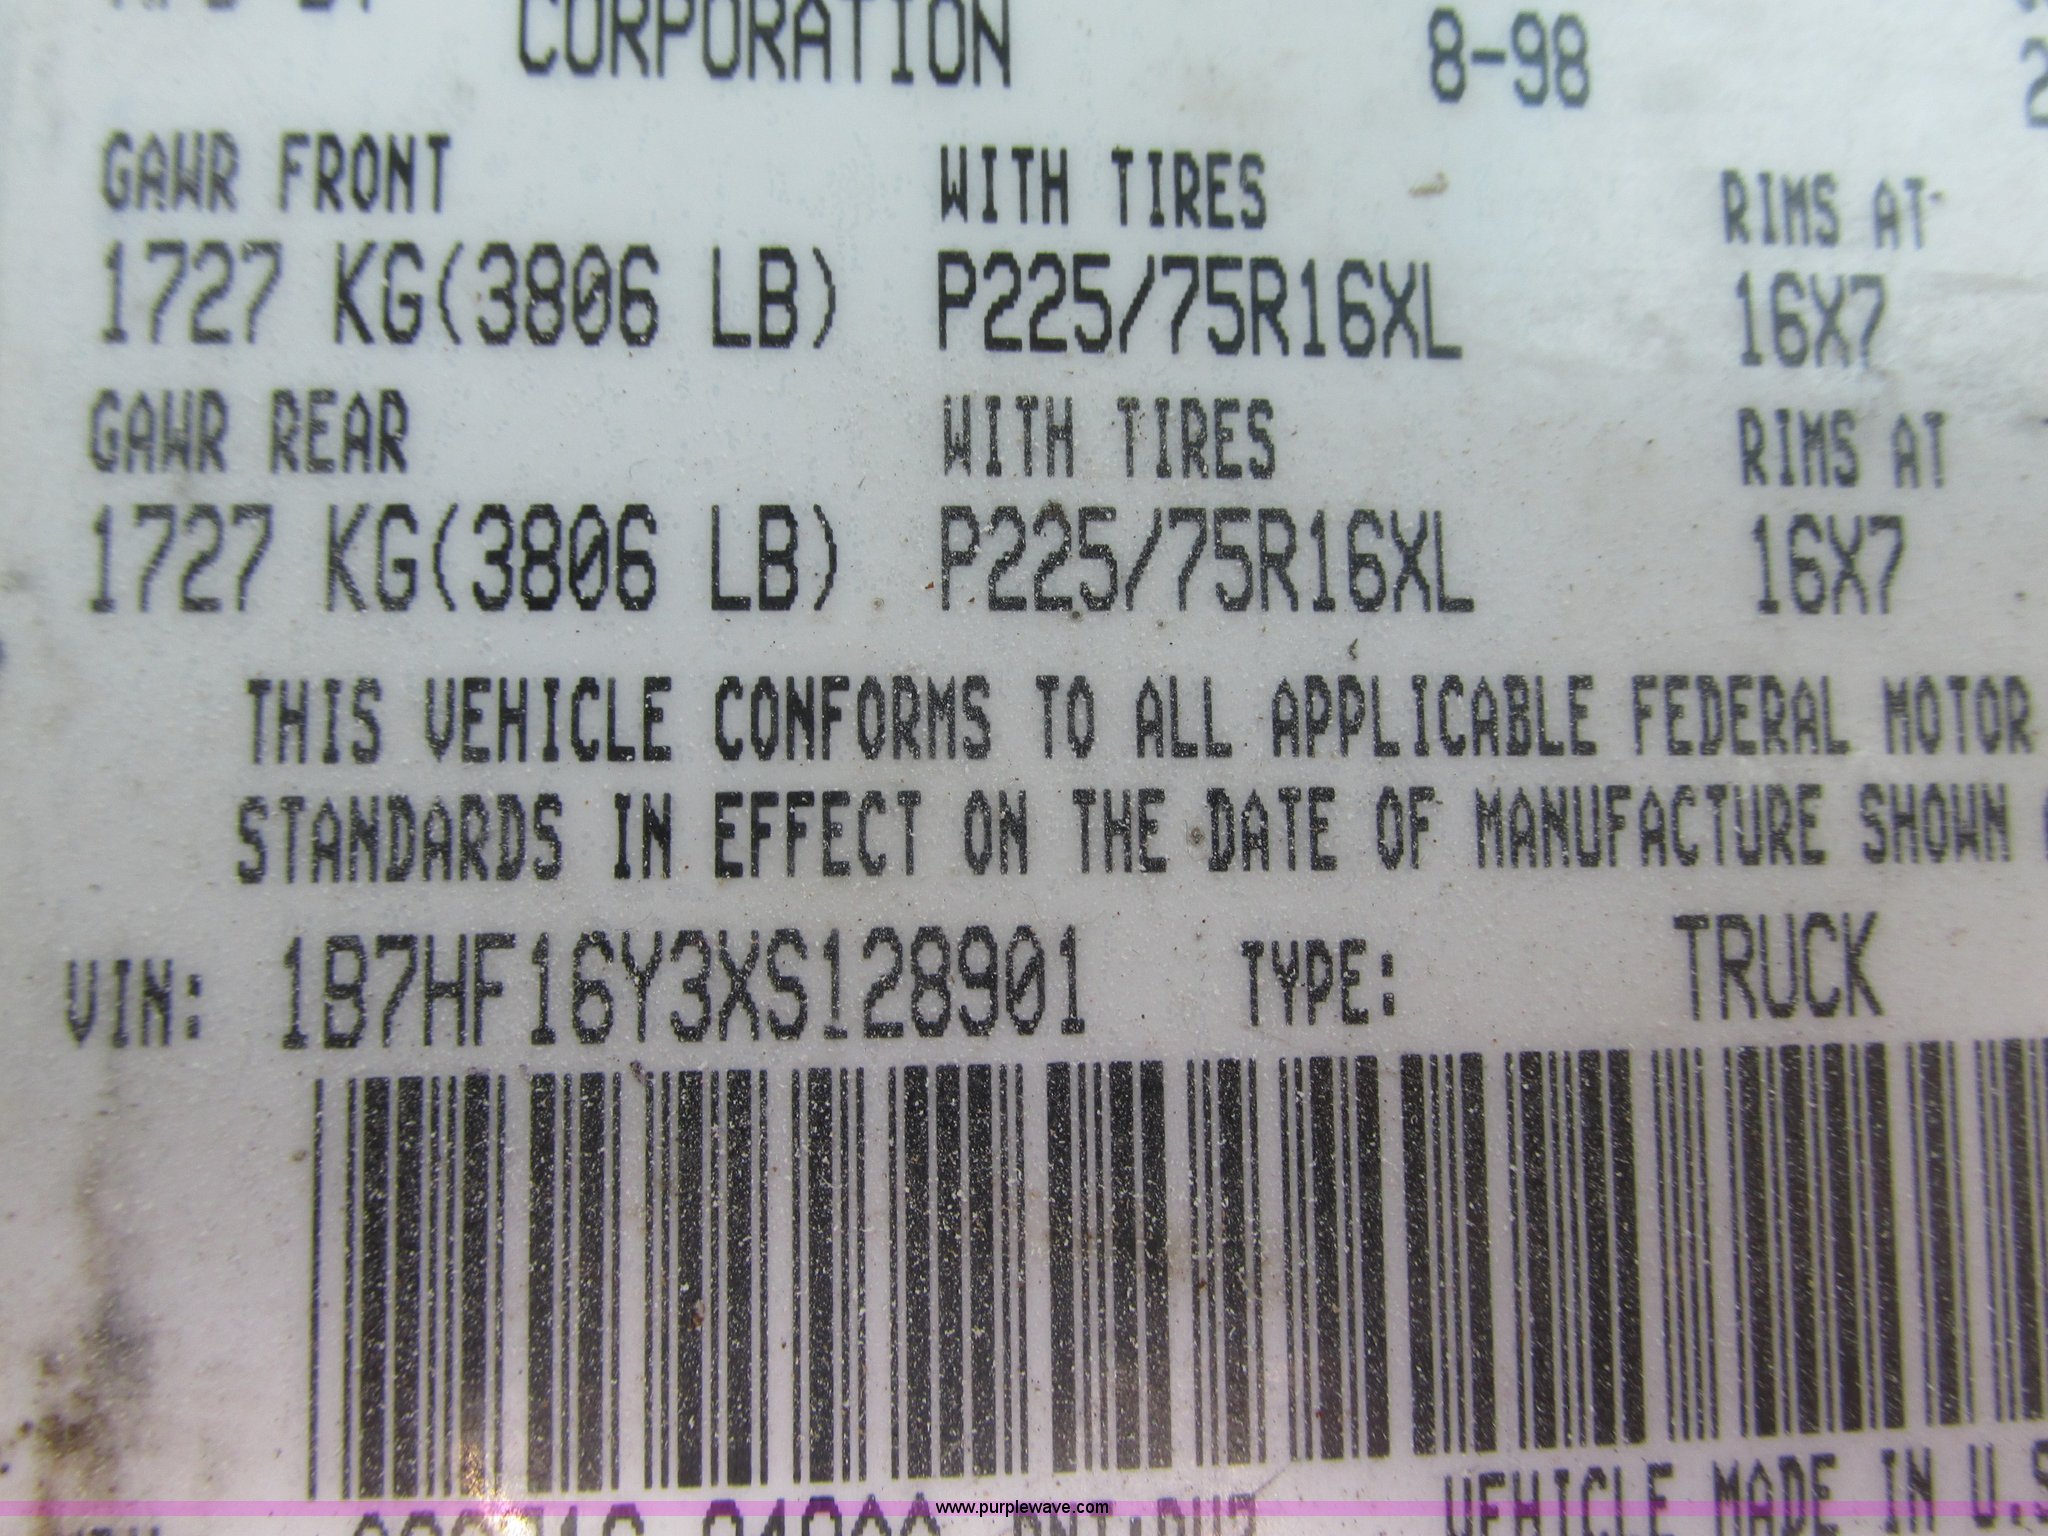 CORPORATION 8-98
GAWR FRONT WITH TIRES RIMS AT
1727 KG(3806 LB) P225/75R16XL 16X7
GAWR REAR WITH TIRES RIMS AT
1727 KG(3806 LB) P225/75R16XL 16X7
THIS VEHICLE CONFORMS TO ALL APPLICABLE FEDERAL MOTOR
STANDARDS IN EFFECT ON THE DATE OF MANUFACTURE SHOWN
VIN: 1B7HF16Y3XS128901 TYPE: TRUCK
VEHICLE MADE IN U.S
www.purplewave.com